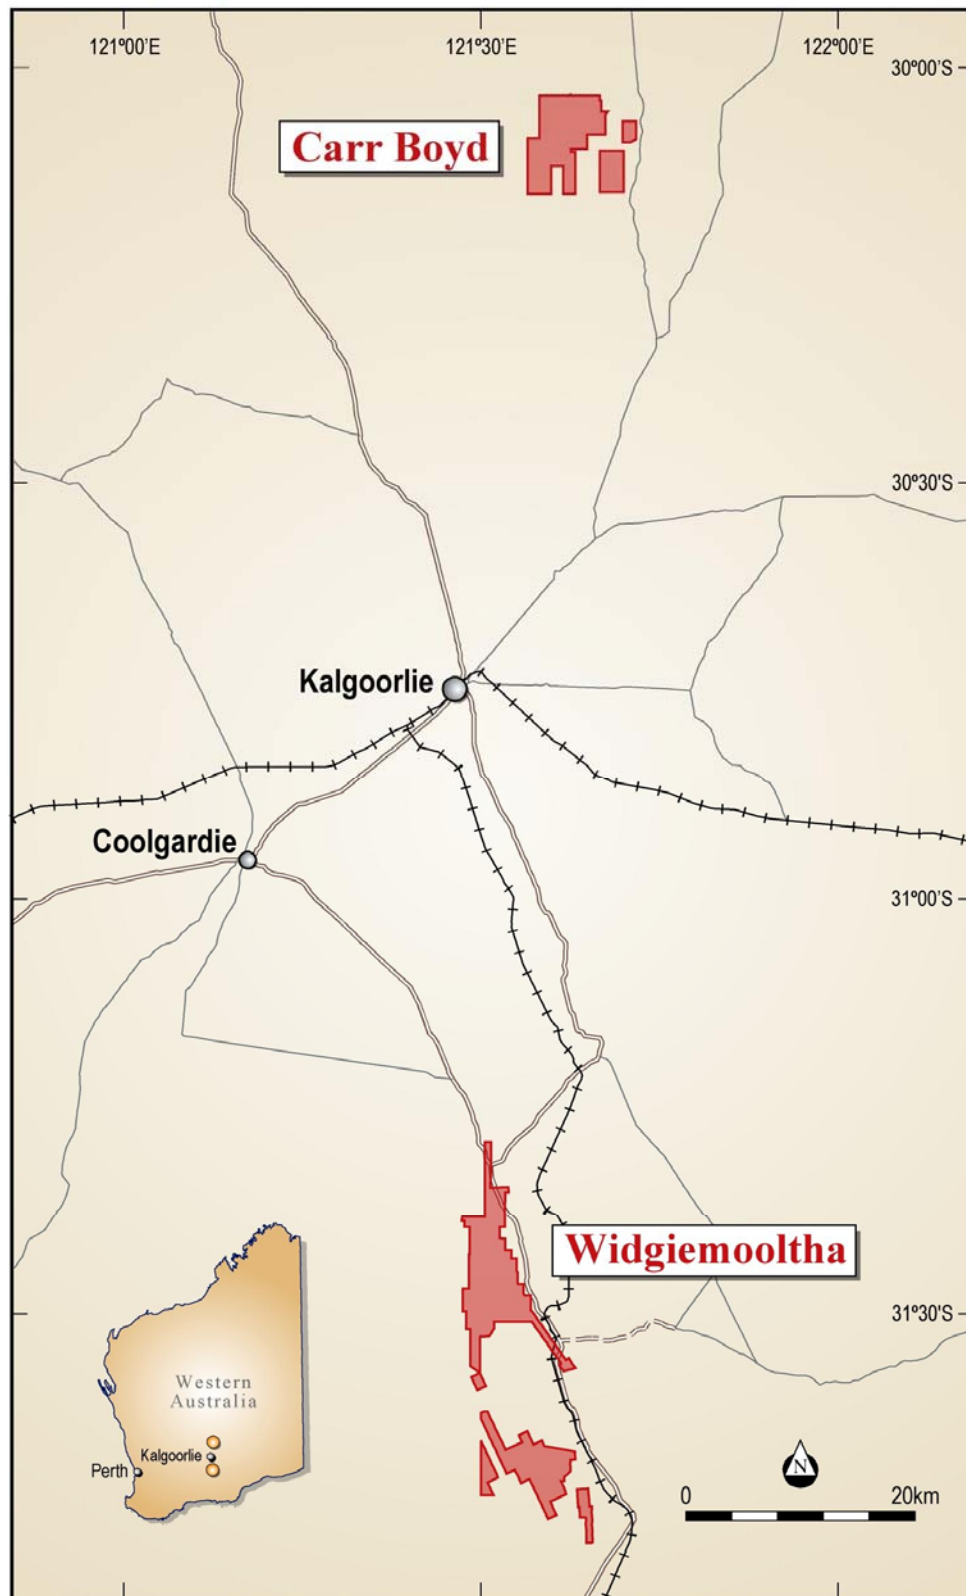 121°00'E
121°30'E
122°00'E
30°00'S
Carr Boyd
30°30'S
Kalgoorlie
Coolgardie
31°00'S
Widgiemooltha
31°30'S
Western
Australia
Kalgoorlie
Perth
N
0
20km